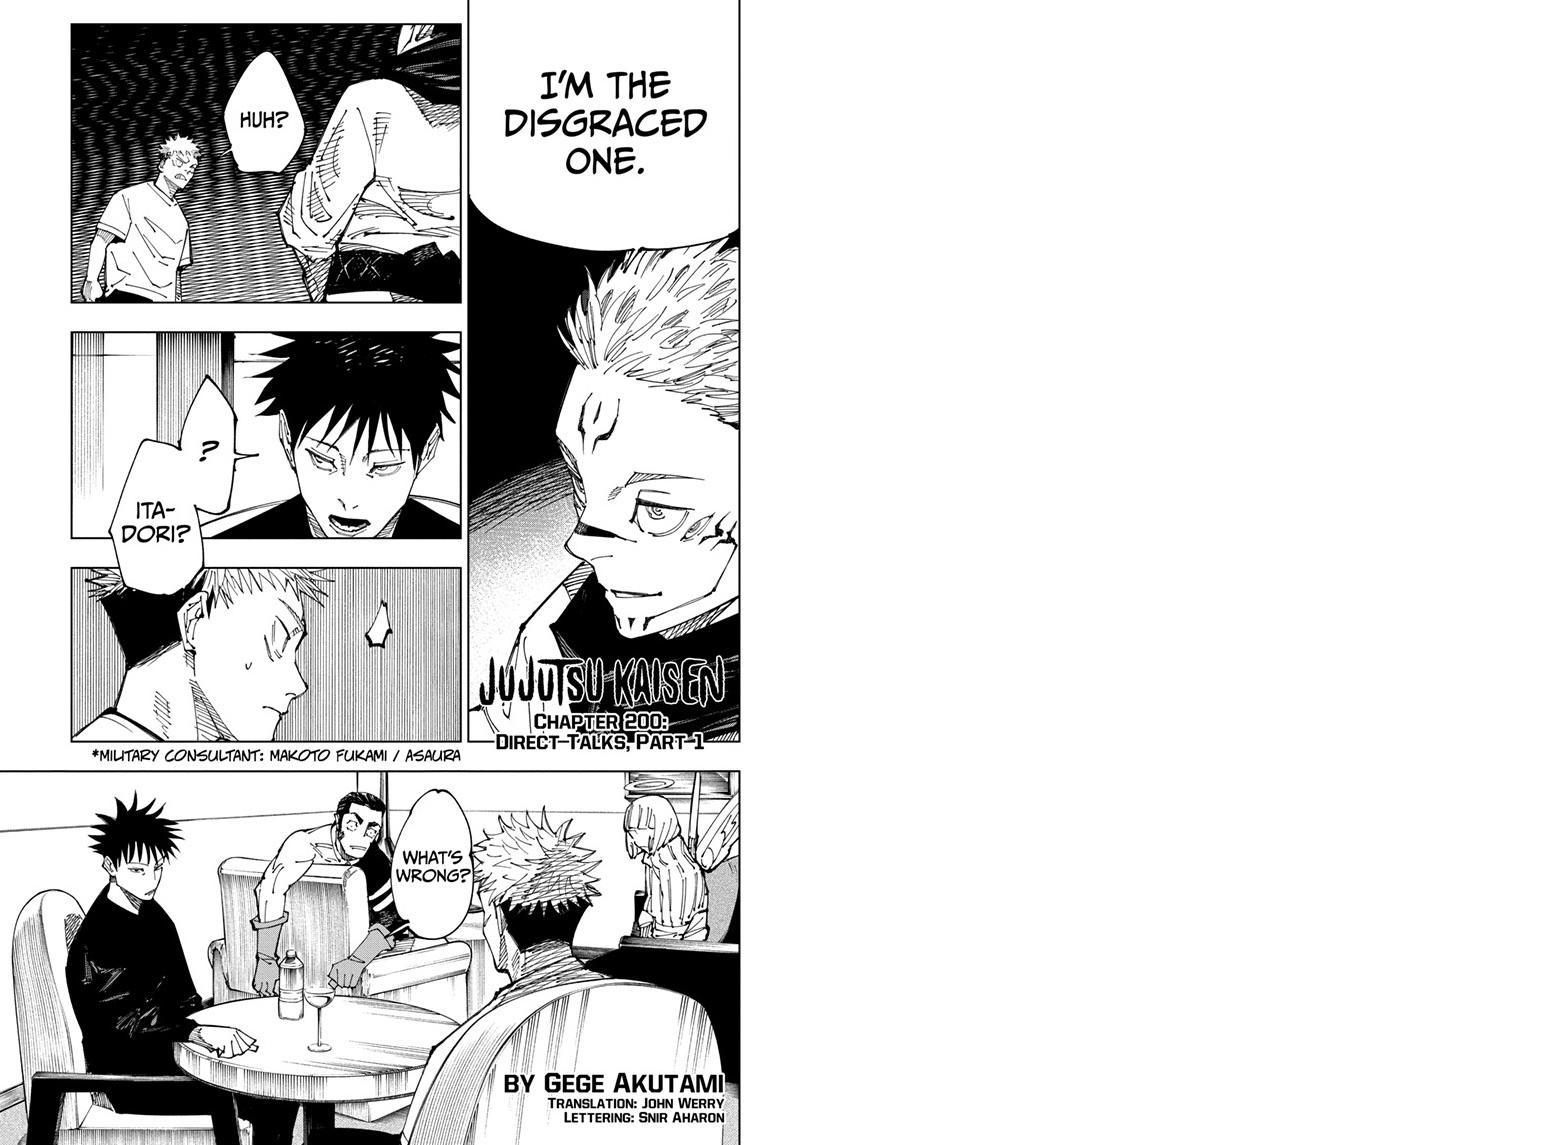 I'M THE
DISGRACED
ONE.
JUJUTSU KAISEN
CHAPTER 200:
DIRECT TALKS, PART 1
HUH?
?
ITA-
DORI?
*MILITARY CONSULTANT: MAKOTO FUKAMI / ASAURA
WHAT'S
WRONG?
BY GEGE AKUTAMI
TRANSLATION: JOHN WERRY
LETTERING: SNIR AHARON